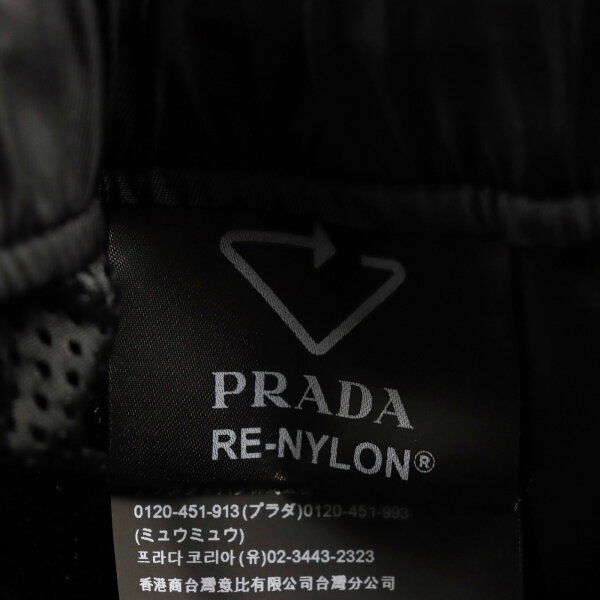 PRADA
RE-NYLON®
0120-451-913(プラダ)0120-451-993
(ミュウミュウ)
프라다코리아(유)02-3443-2323
香港商台灣意比有限公司台灣分公司